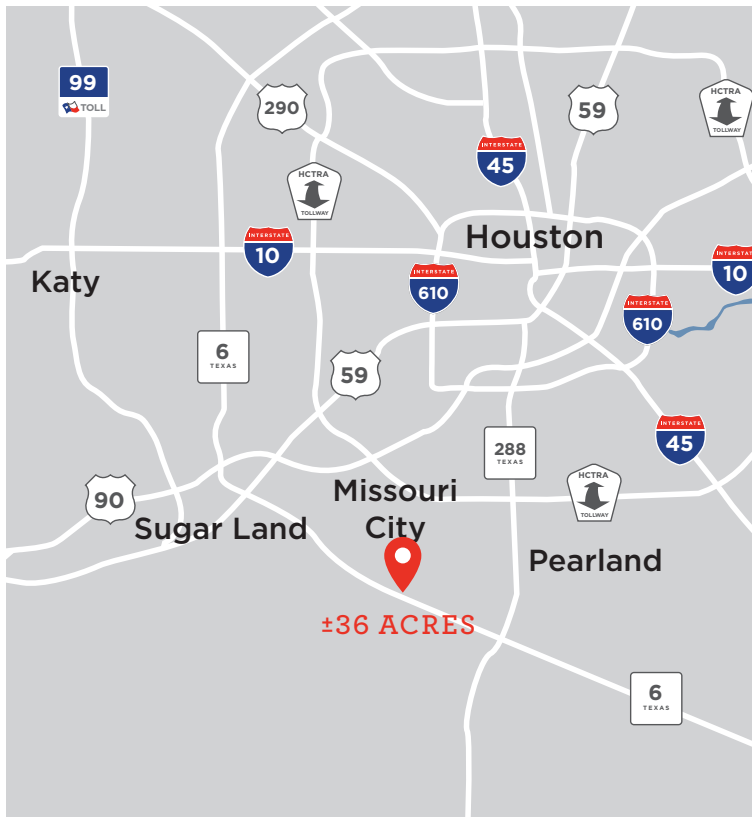 99
TOLL
290
59
HCTRA
TOLLWAY
INTERSTATE
45
HCTRA
TOLLWAY
Houston
INTERSTATE
10
INTERSTATE
10
Katy
INTERSTATE
610
INTERSTATE
610
6
TEXAS
59
INTERSTATE
45
288
TEXAS
90
Missouri
City
HCTRA
TOLLWAY
Sugar Land
Pearland
±36 ACRES
6
TEXAS